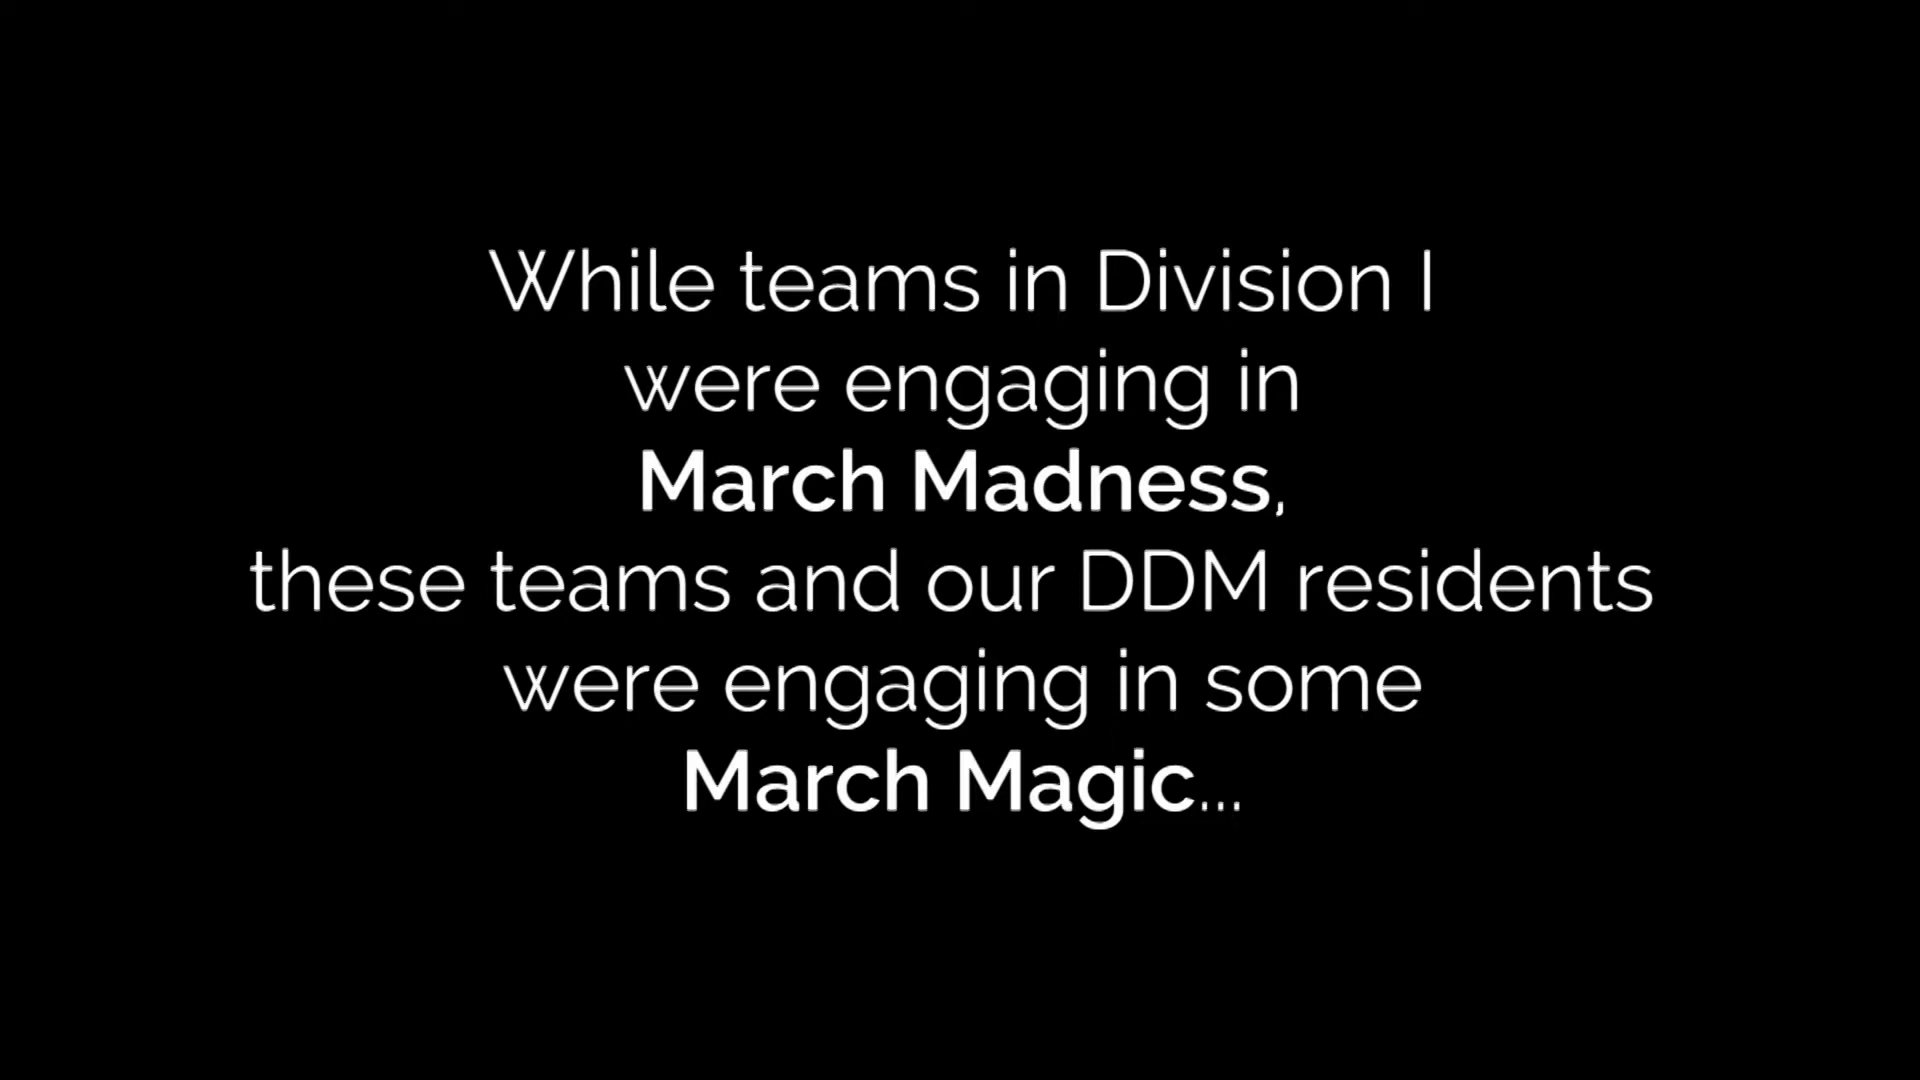 While teams in Division I
were engaging in
March Madness,
these teams and our DDM residents
were engaging in some
March Magic...